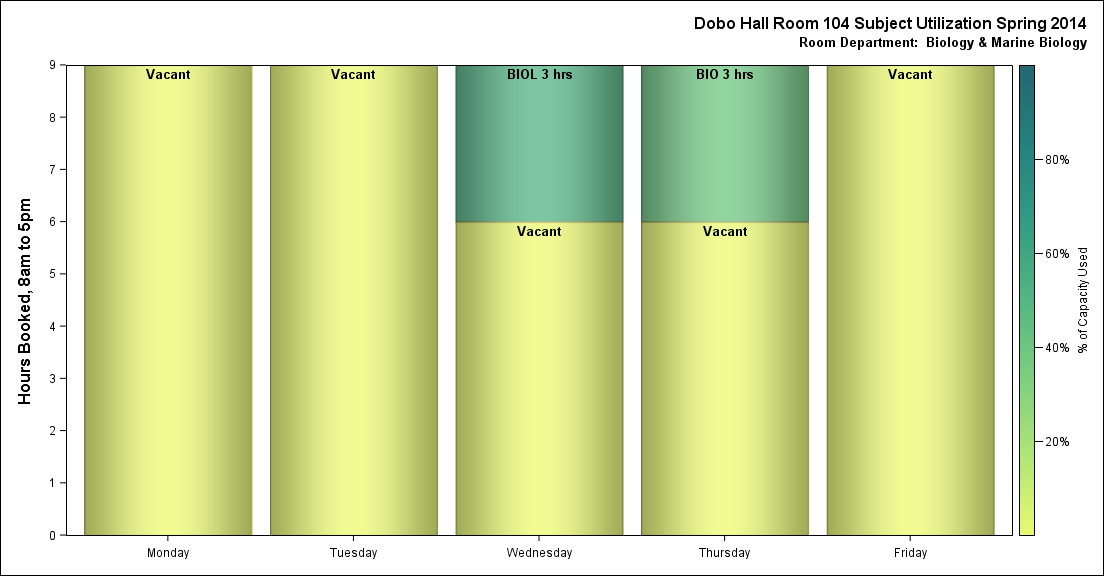 Dobo Hall Room 104 Subject Utilization Spring 2014
Room Department: Biology & Marine Biology
Hours Booked, 8am to 5pm
9
8
7
6
5
4
3
2
1
0
Vacant
Vacant
BIOL 3 hrs
BIO 3 hrs
Vacant
Vacant
Vacant
Monday
Tuesday
Wednesday
Thursday
Friday
80%
60%
40%
20%
% of Capacity Used